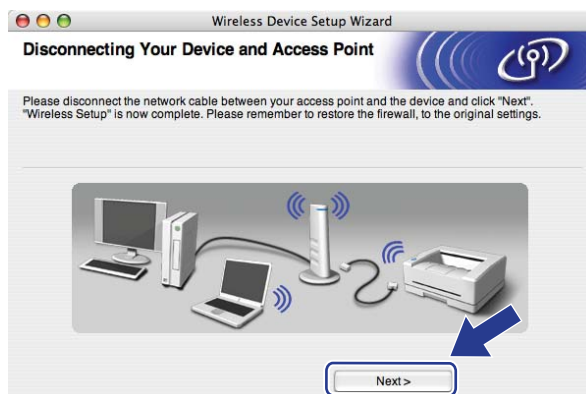 Wireless Device Setup Wizard
Disconnecting Your Device and Access Point
Please disconnect the network cable between your access point and the device and click "Next".
"Wireless Setup" is now complete. Please remember to restore the firewall, to the original settings.
Next >